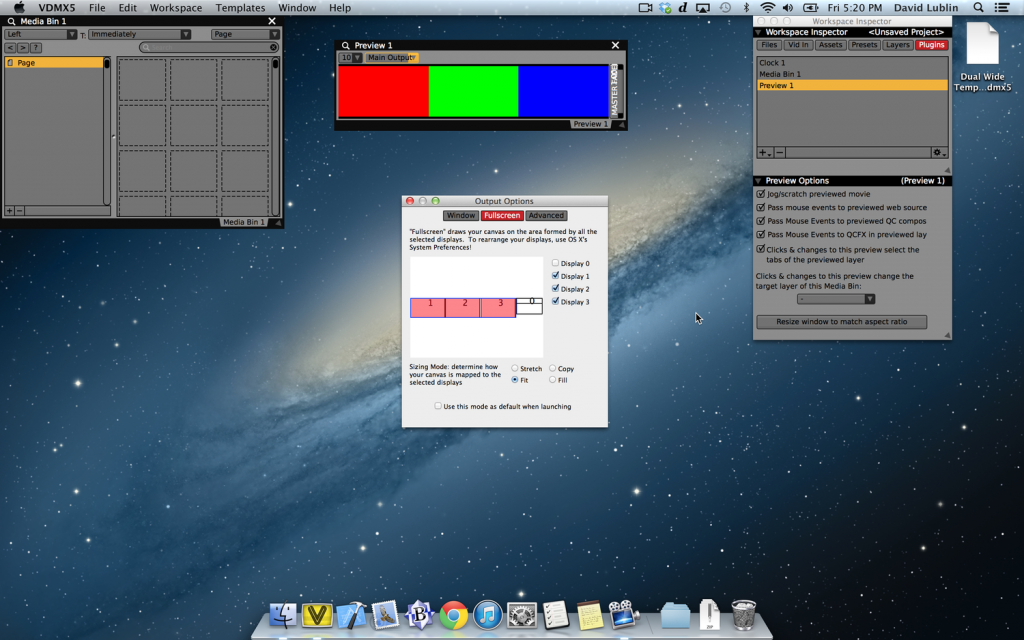 VDMX5 File Edit Workspace Templates Window Help
d Fri 5:20 PM David Lublin
Media Bin 1
Left T: Immediately Page
< > ?
Page
+ −
Media Bin 1
Preview 1
10 Main Output
MASTER FADE
Preview 1
Output Options
Window Fullscreen Advanced
"Fullscreen" draws your canvas on the area formed by all the
selected displays. To rearrange your displays, use OS X's
System Preferences!
1 2 3 0
Display 0
Display 1
Display 2
Display 3
Sizing Mode: determine how
your canvas is mapped to the
selected displays
Stretch Copy
Fit Fill
Use this mode as default when launching
Workspace Inspector
Workspace Inspector <Unsaved Project>
Files Vid In Assets Presets Layers Plugins
Clock 1
Media Bin 1
Preview 1
+ −
Preview Options (Preview 1)
Jog/scratch previewed movie
Pass mouse events to previewed web source
Pass Mouse Events to previewed QC compos
Pass Mouse Events to QCFX in previewed lay
Clicks & changes to this preview select the
tabs of the previewed layer
Clicks & changes to this preview change the
target layer of this Media Bin:
-
Resize window to match aspect ratio
Dual Wide
Temp...dmx5
V
B
ZIP